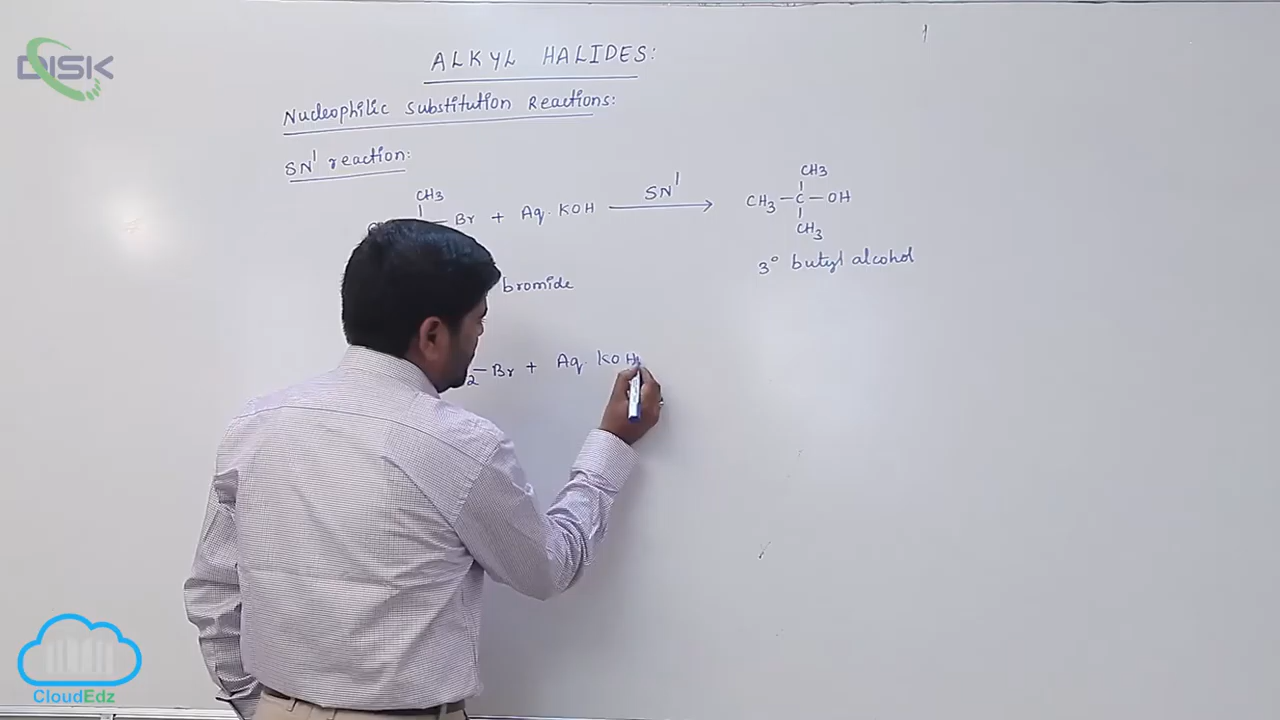 DISK
ALKYL HALIDES:
Nucleophilic Substitution Reactions:
SN¹ reaction:
CH3
Br + Aq. KOH
SN¹
CH3
CH3 — C — OH
CH3
bromide
3° butyl alcohol
2 — Br + Aq. KOH
CloudEdz